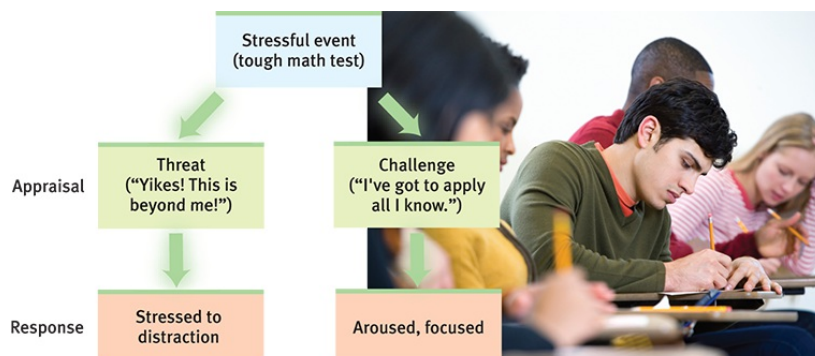 Stressful event
(tough math test)
Appraisal
Threat
("Yikes! This is
beyond me!")
Challenge
("I've got to apply
all I know.")
Response
Stressed to
distraction
Aroused, focused